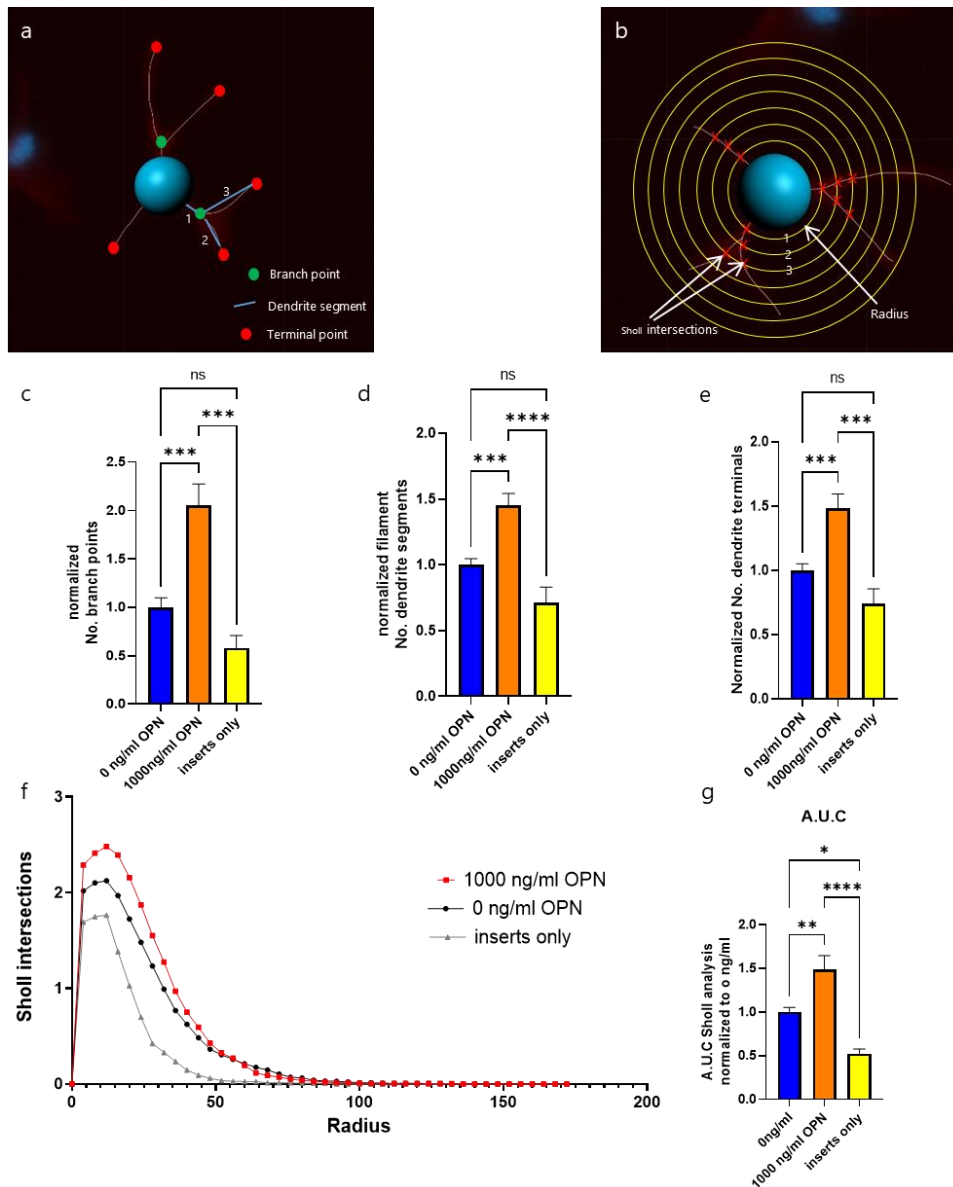 a
3
1
2
Branch point
Dendrite segment
Terminal point
b
1
2
3
Sholl intersections
Radius
c
ns
***
***
normalized
No. branch points
2.5
2.0
1.5
1.0
0.5
0.0
0 ng/ml OPN
1000ng/ml OPN
inserts only
d
ns
****
***
normalized filament
No. dendrite segments
2.0
1.5
1.0
0.5
0.0
0 ng/ml OPN
1000ng/ml OPN
inserts only
e
ns
***
***
Normalized No. dendrite terminals
2.0
1.5
1.0
0.5
0.0
0 ng/ml OPN
1000ng/ml OPN
inserts only
f
Sholl intersections
3
2
1
0
0
50
100
150
200
Radius
1000 ng/ml OPN
0 ng/ml OPN
inserts only
g
A.U.C
*
****
**
A.U.C Sholl analysis
normalized to o ng/ml
2.0
1.5
1.0
0.5
0.0
0ng/ml
1000 ng/ml OPN
inserts only